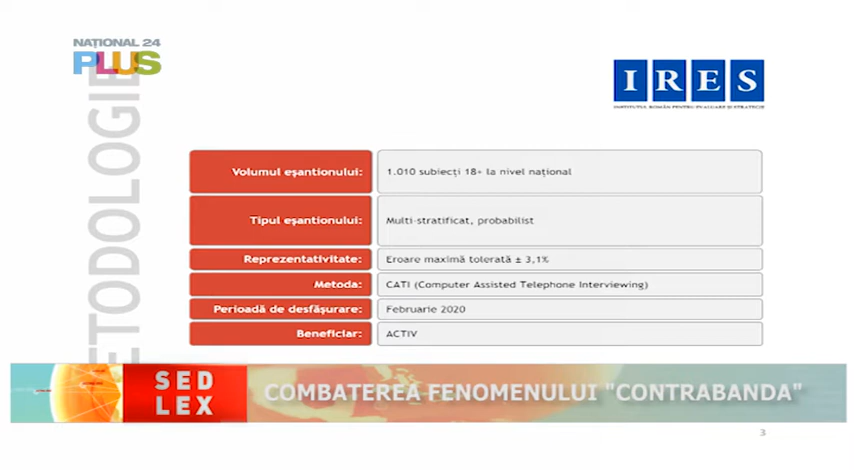 NAȚIONAL 24
PLUS
IRES
INSTITUTUL ROMÂN PENTRU EVALUARE ȘI STRATEGIE
ETODOLOGIE
Volumul eșantionului: 1.010 subiecți 18+ la nivel național
Tipul eșantionului: Multi-stratificat, probabilist
Reprezentativitate: Eroare maximă tolerată ± 3,1%
Metoda: CATI (Computer Assisted Telephone Interviewing)
Perioadă de desfășurare: Februarie 2020
Beneficiar: ACTIV
SED
LEX
COMBATEREA FENOMENULUI "CONTRABANDA"
3